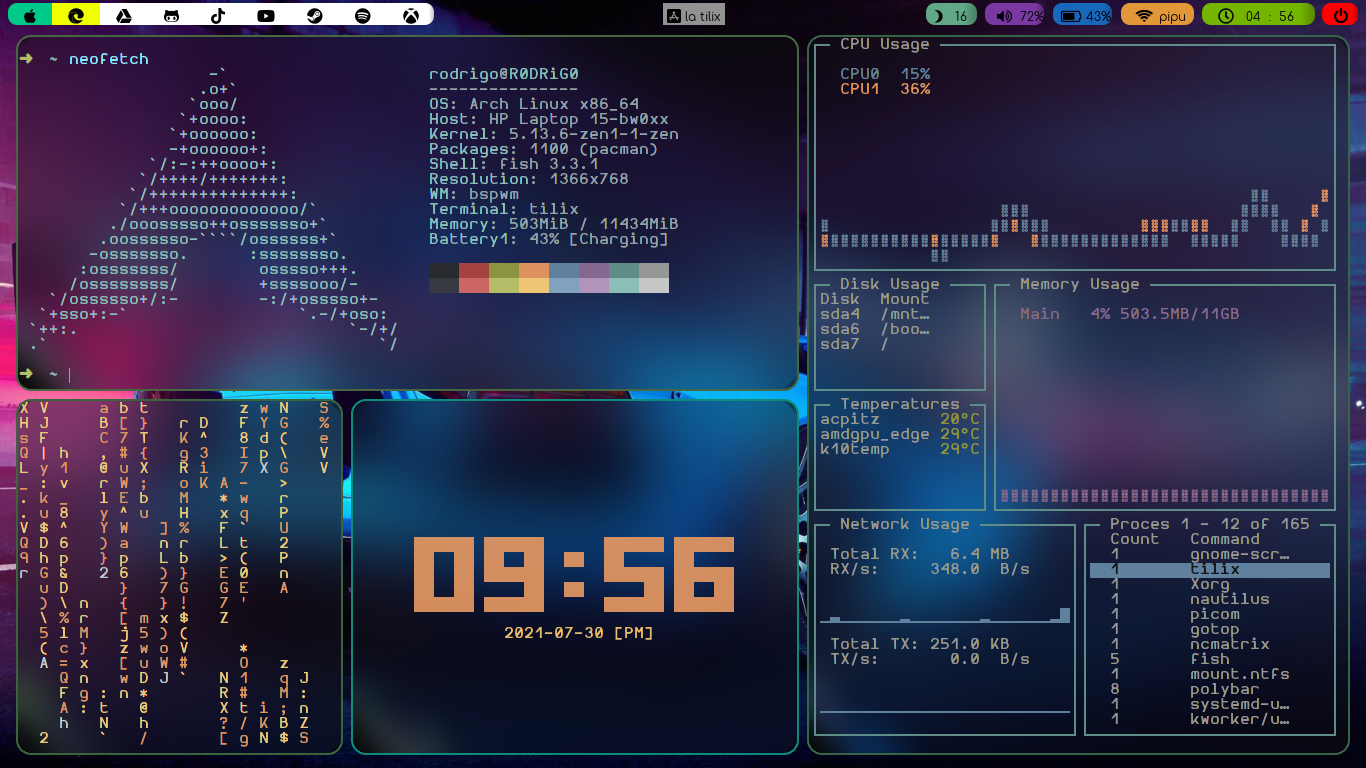 la tilix
16
72%
43%
pipu
04 : 56
➜ ~ neofetch
rodrigo@R0DRiG0
---------------
OS: Arch Linux x86_64
Host: HP Laptop 15-bw0xx
Kernel: 5.13.6-zen1-1-zen
Packages: 1100 (pacman)
Shell: fish 3.3.1
Resolution: 1366x768
WM: bspwm
Terminal: tilix
Memory: 503MiB / 11434MiB
Battery1: 43% [Charging]
➜ ~
CPU Usage
CPU0 15%
CPU1 36%
Disk Usage
Disk Mount
sda4 /mnt…
sda6 /boo…
sda7 /
Memory Usage
Main 4% 503.5MB/11GB
Temperatures
acpitz 20°C
amdgpu_edge 29°C
k10temp 29°C
Network Usage
Total RX: 6.4 MB
RX/s: 348.0 B/s
Total TX: 251.0 KB
TX/s: 0.0 B/s
Proces 1 - 12 of 165
Count Command
1 gnome-scr…
1 tilix
1 Xorg
1 nautilus
1 picom
1 gotop
1 ncmatrix
5 fish
1 mount.ntfs
8 polybar
1 systemd-u…
1 kworker/u…
09:56
2021-07-30 [PM]